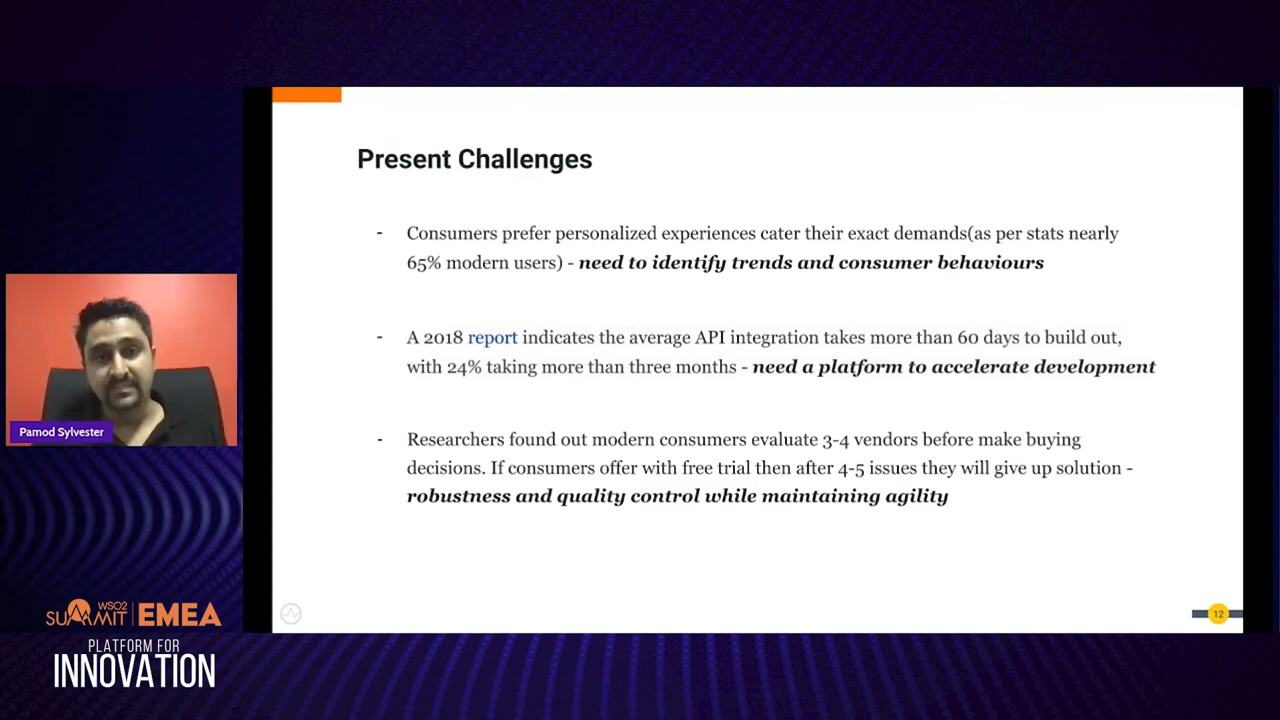 Present Challenges
- Consumers prefer personalized experiences cater their exact demands(as per stats nearly
65% modern users) - need to identify trends and consumer behaviours
- A 2018 report indicates the average API integration takes more than 60 days to build out,
with 24% taking more than three months - need a platform to accelerate development
- Researchers found out modern consumers evaluate 3-4 vendors before make buying
decisions. If consumers offer with free trial then after 4-5 issues they will give up solution -
robustness and quality control while maintaining agility
12
Pamod Sylvester
WSO2
SUMMIT | EMEA
PLATFORM FOR
INNOVATION